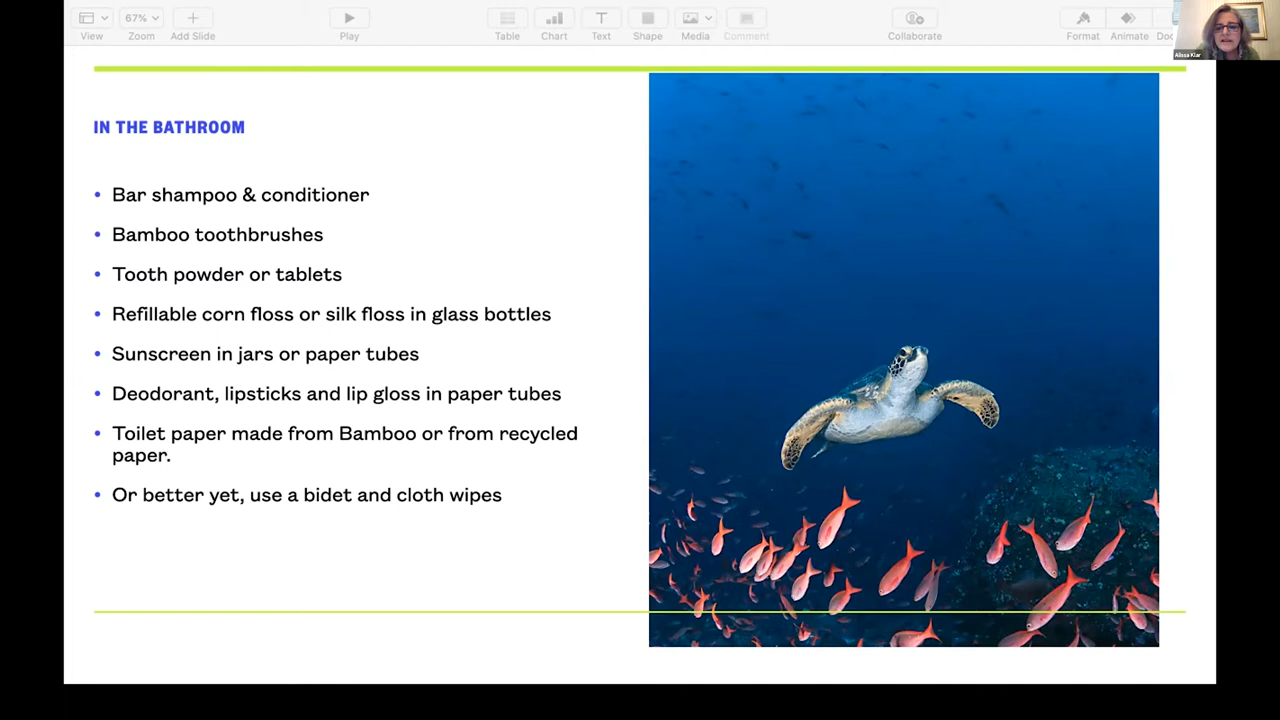 67%
View
Zoom
Add Slide
Play
Table
Chart
Text
Shape
Media
Comment
Collaborate
Format
Animate
Alissa Klar
IN THE BATHROOM
• Bar shampoo & conditioner
• Bamboo toothbrushes
• Tooth powder or tablets
• Refillable corn floss or silk floss in glass bottles
• Sunscreen in jars or paper tubes
• Deodorant, lipsticks and lip gloss in paper tubes
• Toilet paper made from Bamboo or from recycled
paper.
• Or better yet, use a bidet and cloth wipes